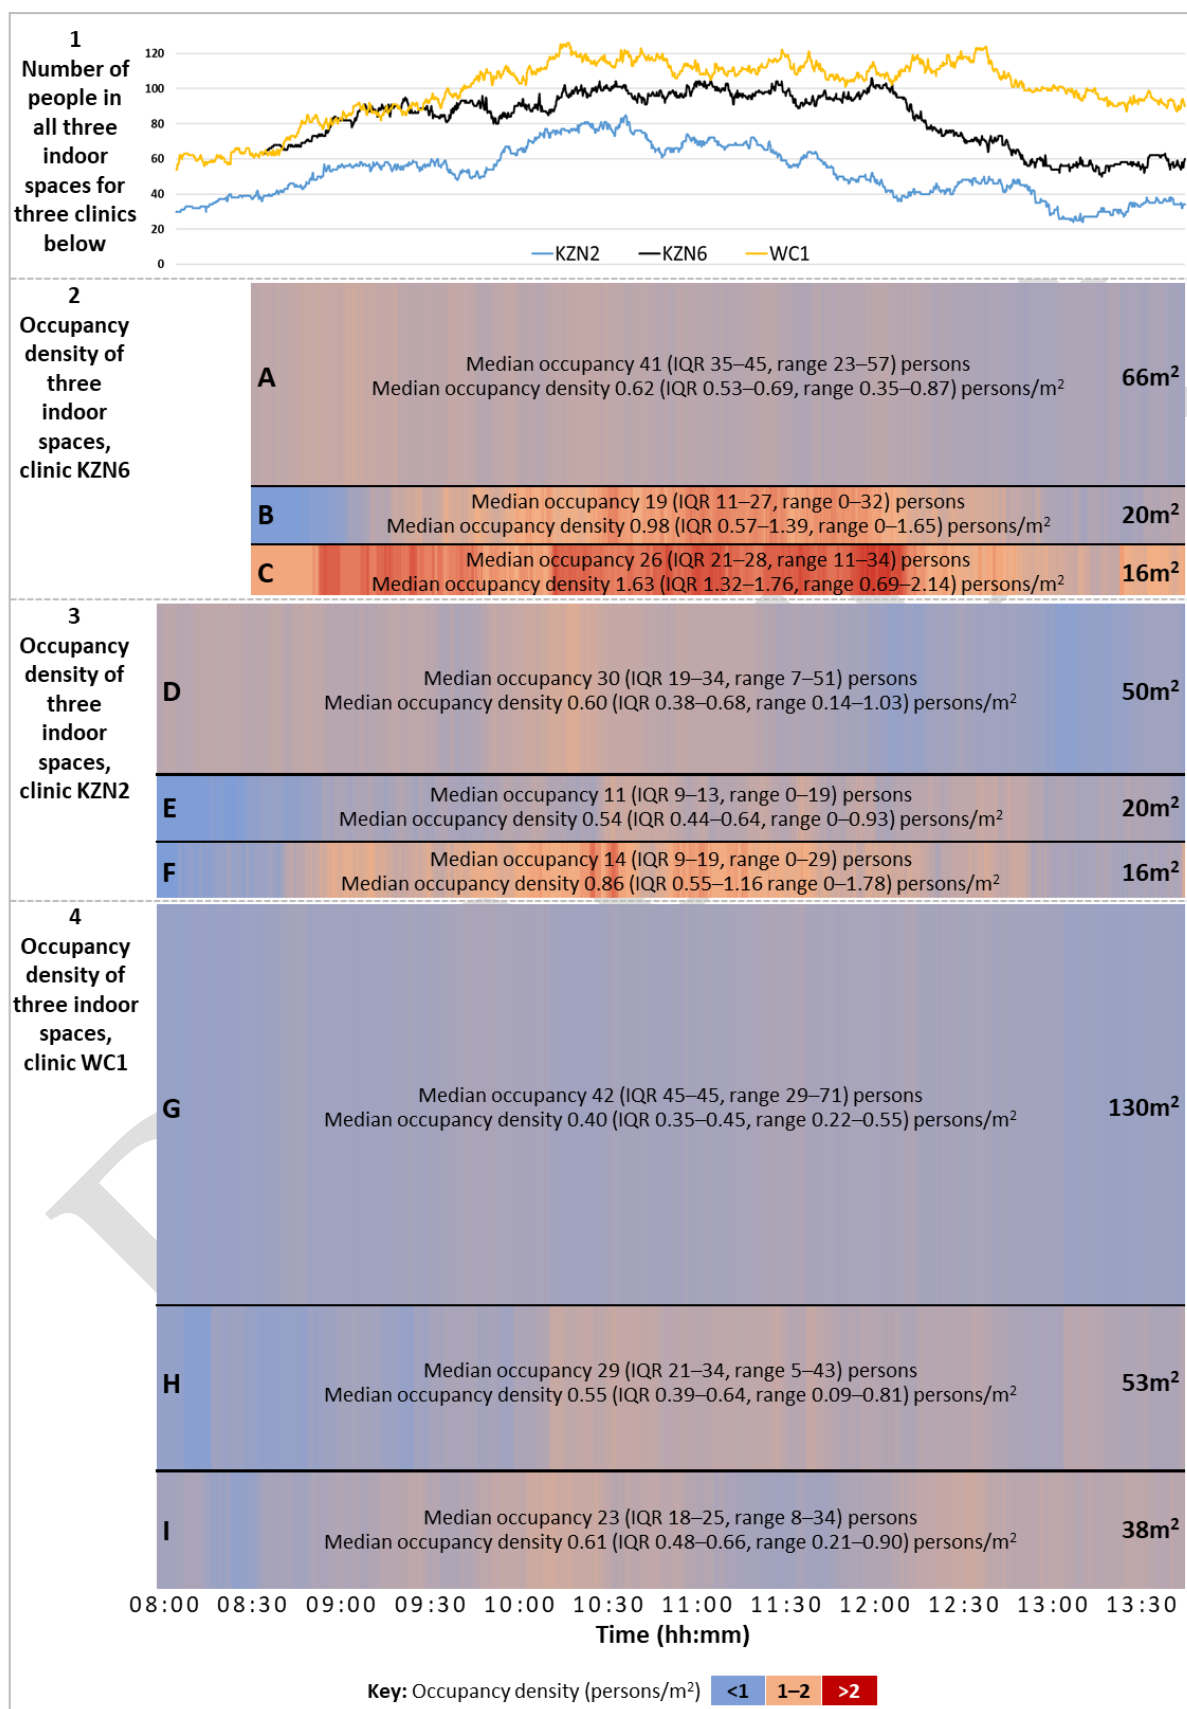 1
Number of
people in
all three
indoor
spaces for
three clinics
below
120
100
80
60
40
20
0
KZN2
KZN6
WC1
2
Occupancy
density of
three
indoor
spaces,
clinic KZN6
A
Median occupancy 41 (IQR 35–45, range 23–57) persons
Median occupancy density 0.62 (IQR 0.53–0.69, range 0.35–0.87) persons/m²
66m²
B
Median occupancy 19 (IQR 11–27, range 0–32) persons
Median occupancy density 0.98 (IQR 0.57–1.39, range 0–1.65) persons/m²
20m²
C
Median occupancy 26 (IQR 21–28, range 11–34) persons
Median occupancy density 1.63 (IQR 1.32–1.76, range 0.69–2.14) persons/m²
16m²
3
Occupancy
density of
three
indoor
spaces,
clinic KZN2
D
Median occupancy 30 (IQR 19–34, range 7–51) persons
Median occupancy density 0.60 (IQR 0.38–0.68, range 0.14–1.03) persons/m²
50m²
E
Median occupancy 11 (IQR 9–13, range 0–19) persons
Median occupancy density 0.54 (IQR 0.44–0.64, range 0–0.93) persons/m²
20m²
F
Median occupancy 14 (IQR 9–19, range 0–29) persons
Median occupancy density 0.86 (IQR 0.55–1.16 range 0–1.78) persons/m²
16m²
4
Occupancy
density of
three indoor
spaces,
clinic WC1
G
Median occupancy 42 (IQR 45–45, range 29–71) persons
Median occupancy density 0.40 (IQR 0.35–0.45, range 0.22–0.55) persons/m²
130m²
H
Median occupancy 29 (IQR 21–34, range 5–43) persons
Median occupancy density 0.55 (IQR 0.39–0.64, range 0.09–0.81) persons/m²
53m²
I
Median occupancy 23 (IQR 18–25, range 8–34) persons
Median occupancy density 0.61 (IQR 0.48–0.66, range 0.21–0.90) persons/m²
38m²
08:00 08:30 09:00 09:30 10:00 10:30 11:00 11:30 12:00 12:30 13:00 13:30
Time (hh:mm)
Key: Occupancy density (persons/m²) <1 1–2 >2